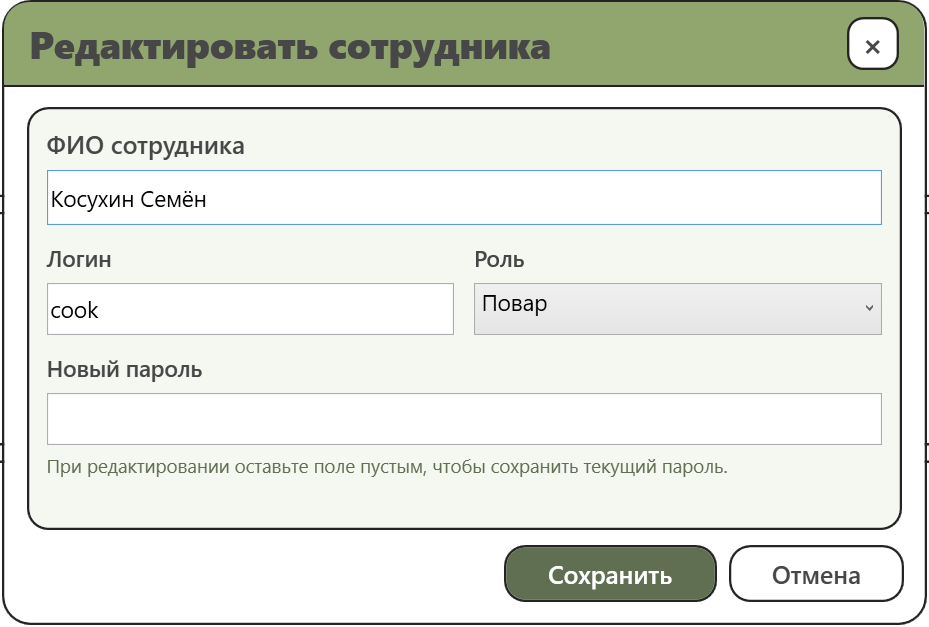 Редактировать сотрудника
×
ФИО сотрудника
Косухин Семён
Логин
Роль
cook
Повар
Новый пароль
При редактировании оставьте поле пустым, чтобы сохранить текущий пароль.
Сохранить
Отмена